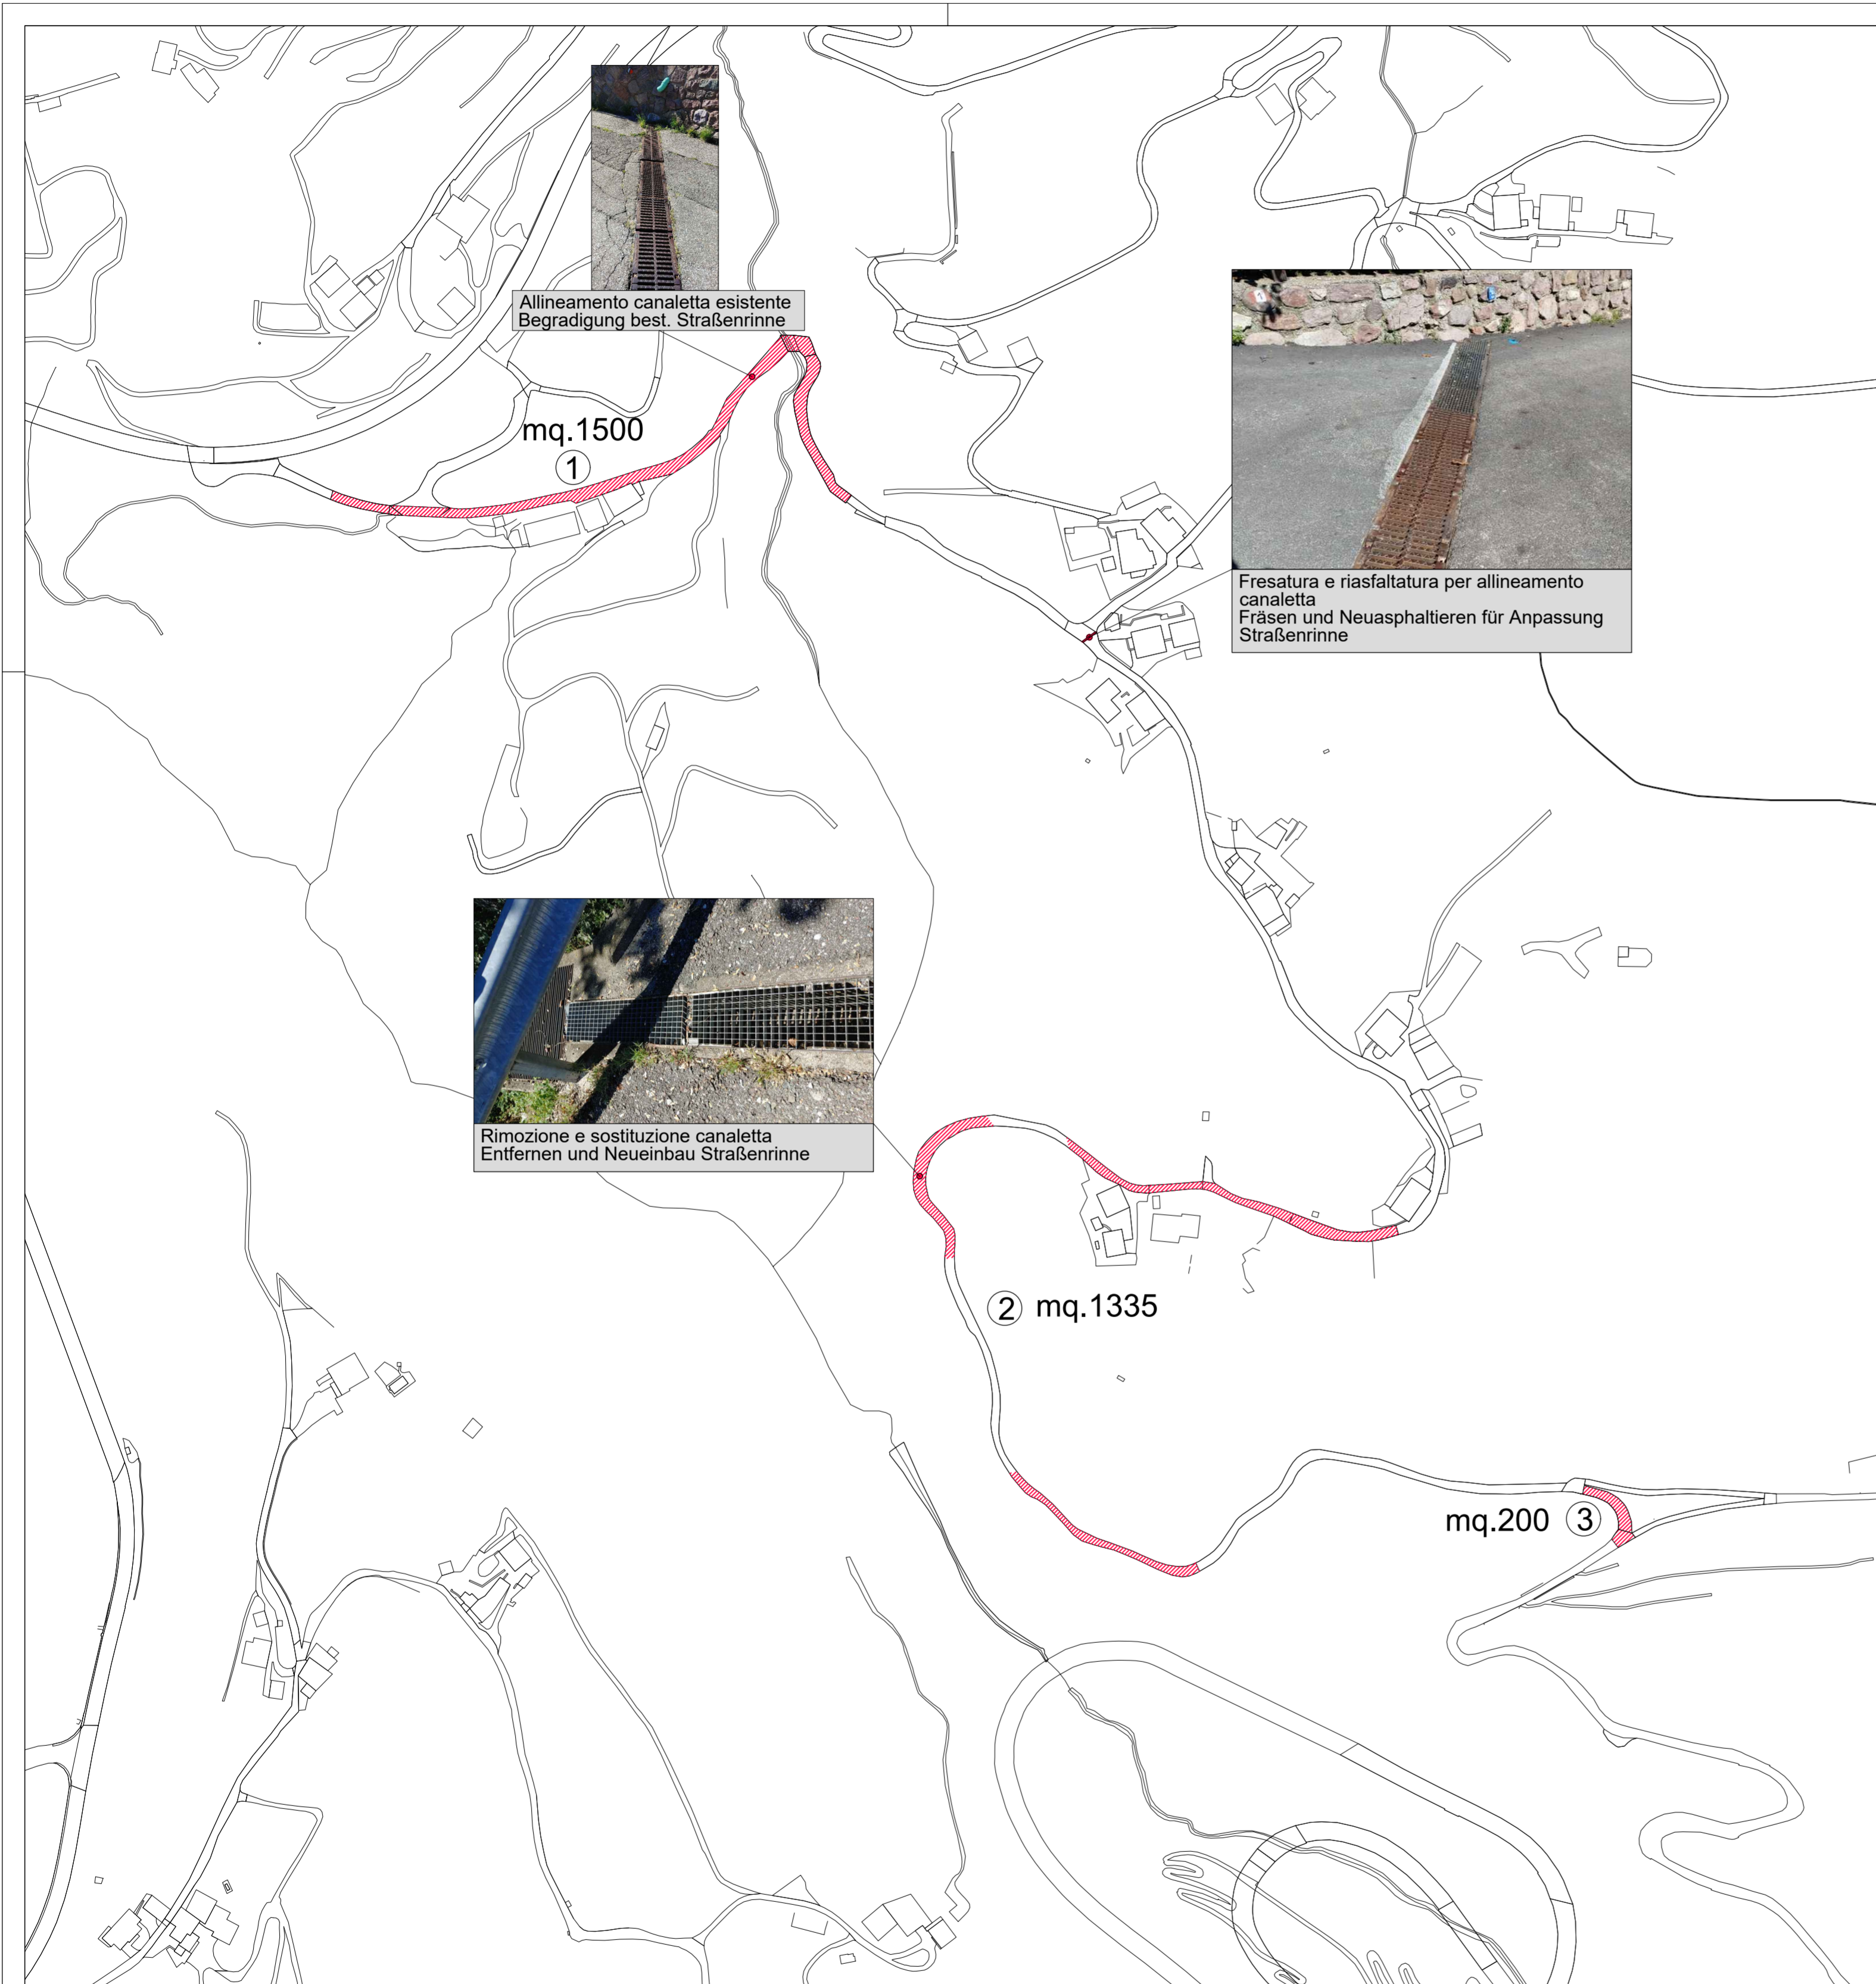 Allineamento canaletta esistente
Begradigung best. Straßenrinne
mq.1500
1
Fresatura e riasfaltatura per allineamento
canaletta
Fräsen und Neuasphaltieren für Anpassung
Straßenrinne
Rimozione e sostituzione canaletta
Entfernen und Neueinbau Straßenrinne
2 mq.1335
mq.200 3